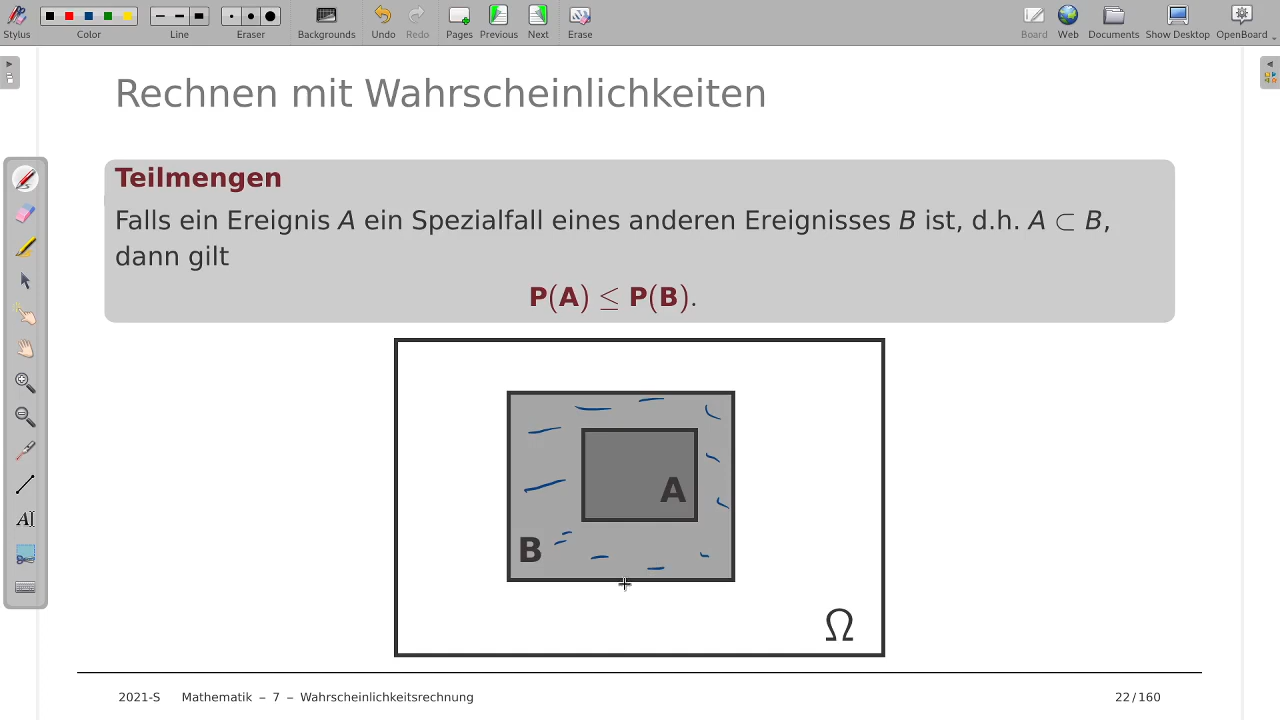 Stylus
Color
Line
Eraser
Backgrounds
Undo
Redo
Pages
Previous
Next
Erase
Board
Web
Documents
Show Desktop
OpenBoard
Rechnen mit Wahrscheinlichkeiten
Teilmengen
Falls ein Ereignis A ein Spezialfall eines anderen Ereignisses B ist, d.h. A ⊂ B,
dann gilt
P(A) ≤ P(B).
A
B
Ω
AI
2021-S Mathematik – 7 – Wahrscheinlichkeitsrechnung 22/160